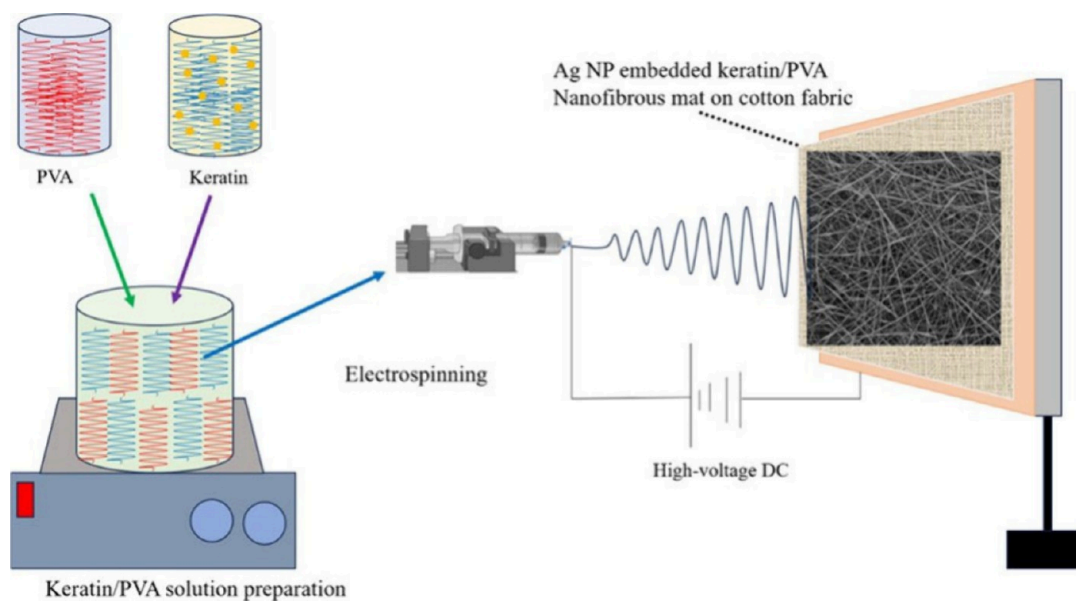 PVA
Keratin
Ag NP embedded keratin/PVA
Nanofibrous mat on cotton fabric
Electrospinning
High-voltage DC
Keratin/PVA solution preparation